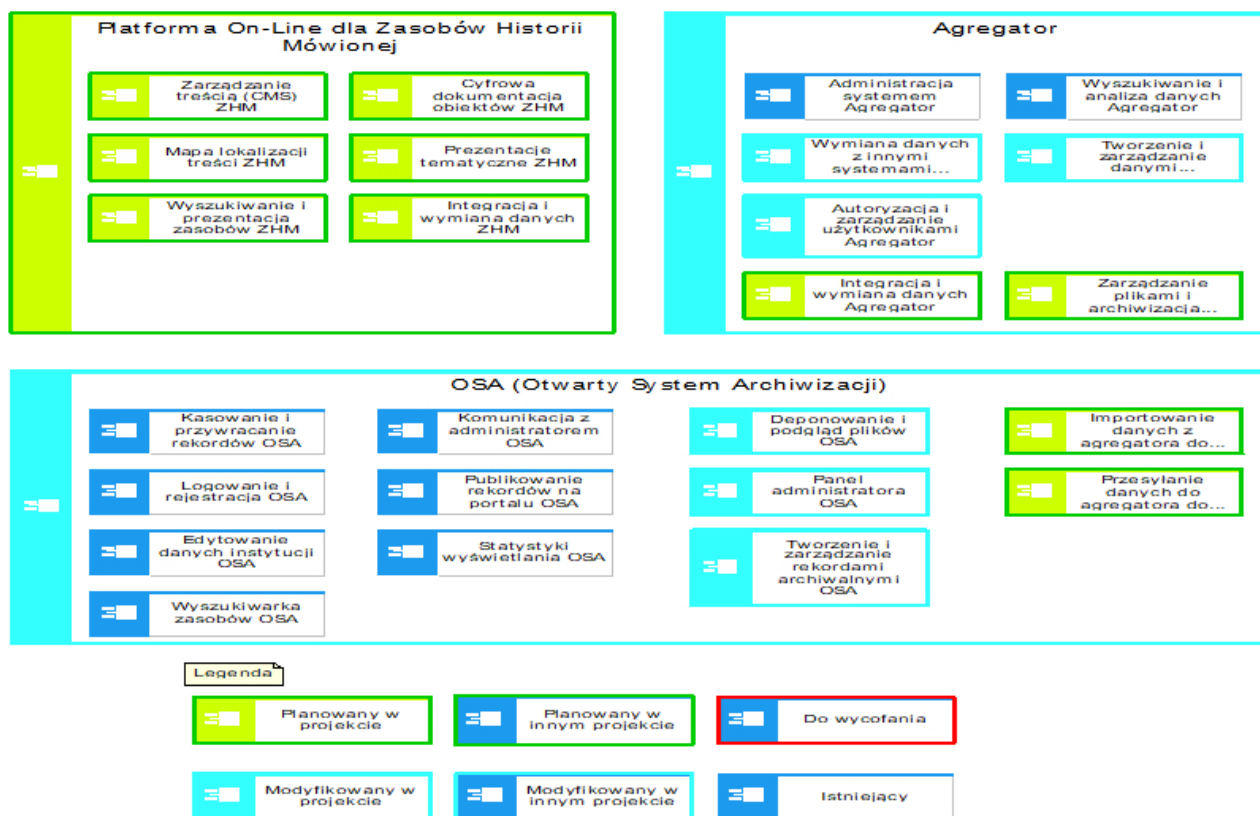 Platforma On-Line dla Zasobów Historii
Mówionej
Zarządzanie
treścią (CMS)
ZHM
Cyfrowa
dokumentacja
obiektów ZHM
Mapa lokalizacji
treści ZHM
Prezentacje
tematyczne ZHM
Wyszukiwanie i
prezentacja
zasobów ZHM
Integracja i
wymiana danych
ZHM
Agregator
Administracja
systemem
Agregator
Wyszukiwanie i
analiza danych
Agregator
Wymiana danych
z innymi
systemami...
Tworzenie i
zarządzanie
danymi...
Autoryzacja i
zarządzanie
użytkownikami
Agregator
Integracja i
wymiana danych
Agregator
Zarządzanie
plikami i
archiwizacja...
OSA (Otwarty System Archiwizacji)
Kasowanie i
przywracanie
rekordów OSA
Komunikacja z
administratorem
OSA
Deponowanie i
podgląd plików
OSA
Importowanie
danych z
agregatora do...
Logowanie i
rejestracja OSA
Publikowanie
rekordów na
portalu OSA
Panel
administratora
OSA
Przesyłanie
danych do
agregatora do...
Edytowanie
danych instytucji
OSA
Statystyki
wyświetlania OSA
Tworzenie i
zarządzanie
rekordami
archiwalnymi
OSA
Wyszukiwarka
zasobów OSA
Legenda
Planowany w
projekcie
Planowany w
innym projekcie
Do wycofania
Modyfikowany w
projekcie
Modyfikowany w
innym projekcie
Istniejący